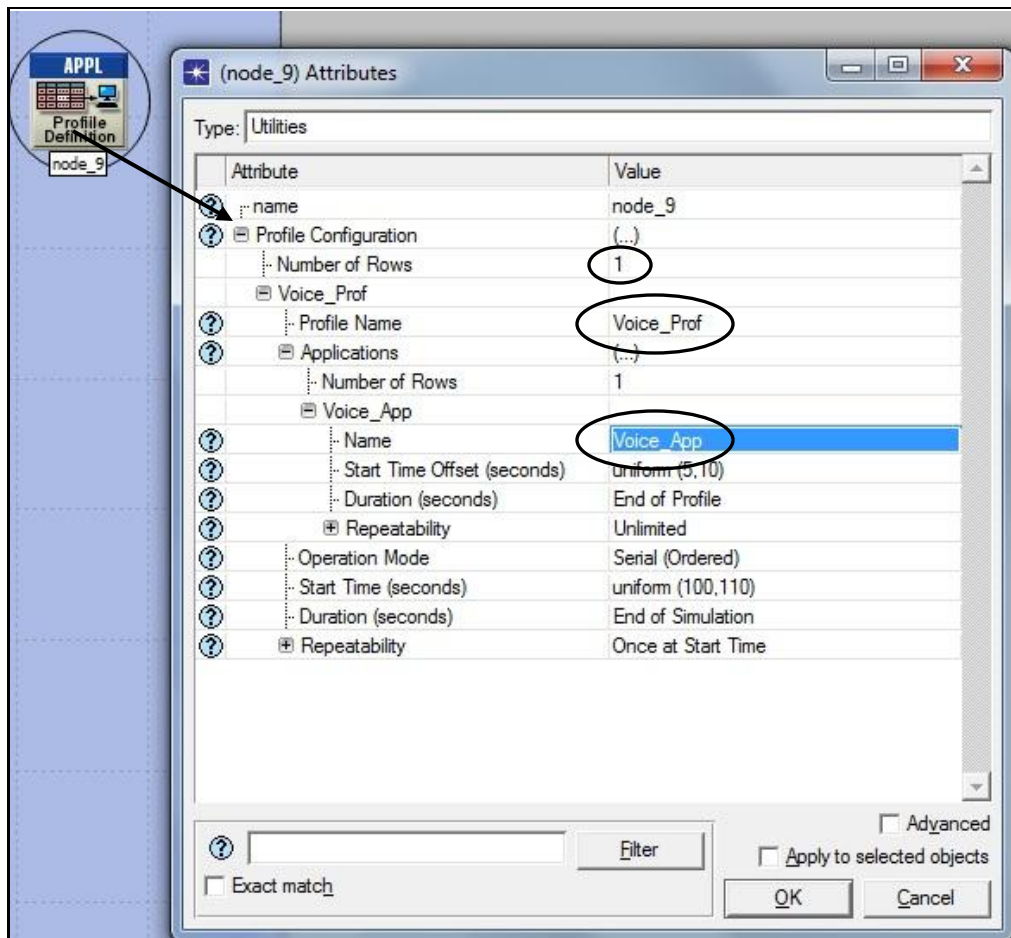 APPL
Profiile
Definition
node_9
(node_9) Attributes
Type: Utilities
Attribute Value
name node_9
Profile Configuration (...)
Number of Rows 1
Voice_Prof
Profile Name Voice_Prof
Applications (...)
Number of Rows 1
Voice_App
Name Voice_App
Start Time Offset (seconds) uniform (5,10)
Duration (seconds) End of Profile
Repeatability Unlimited
Operation Mode Serial (Ordered)
Start Time (seconds) uniform (100,110)
Duration (seconds) End of Simulation
Repeatability Once at Start Time
Advanced
Filter
Apply to selected objects
Exact match
OK Cancel